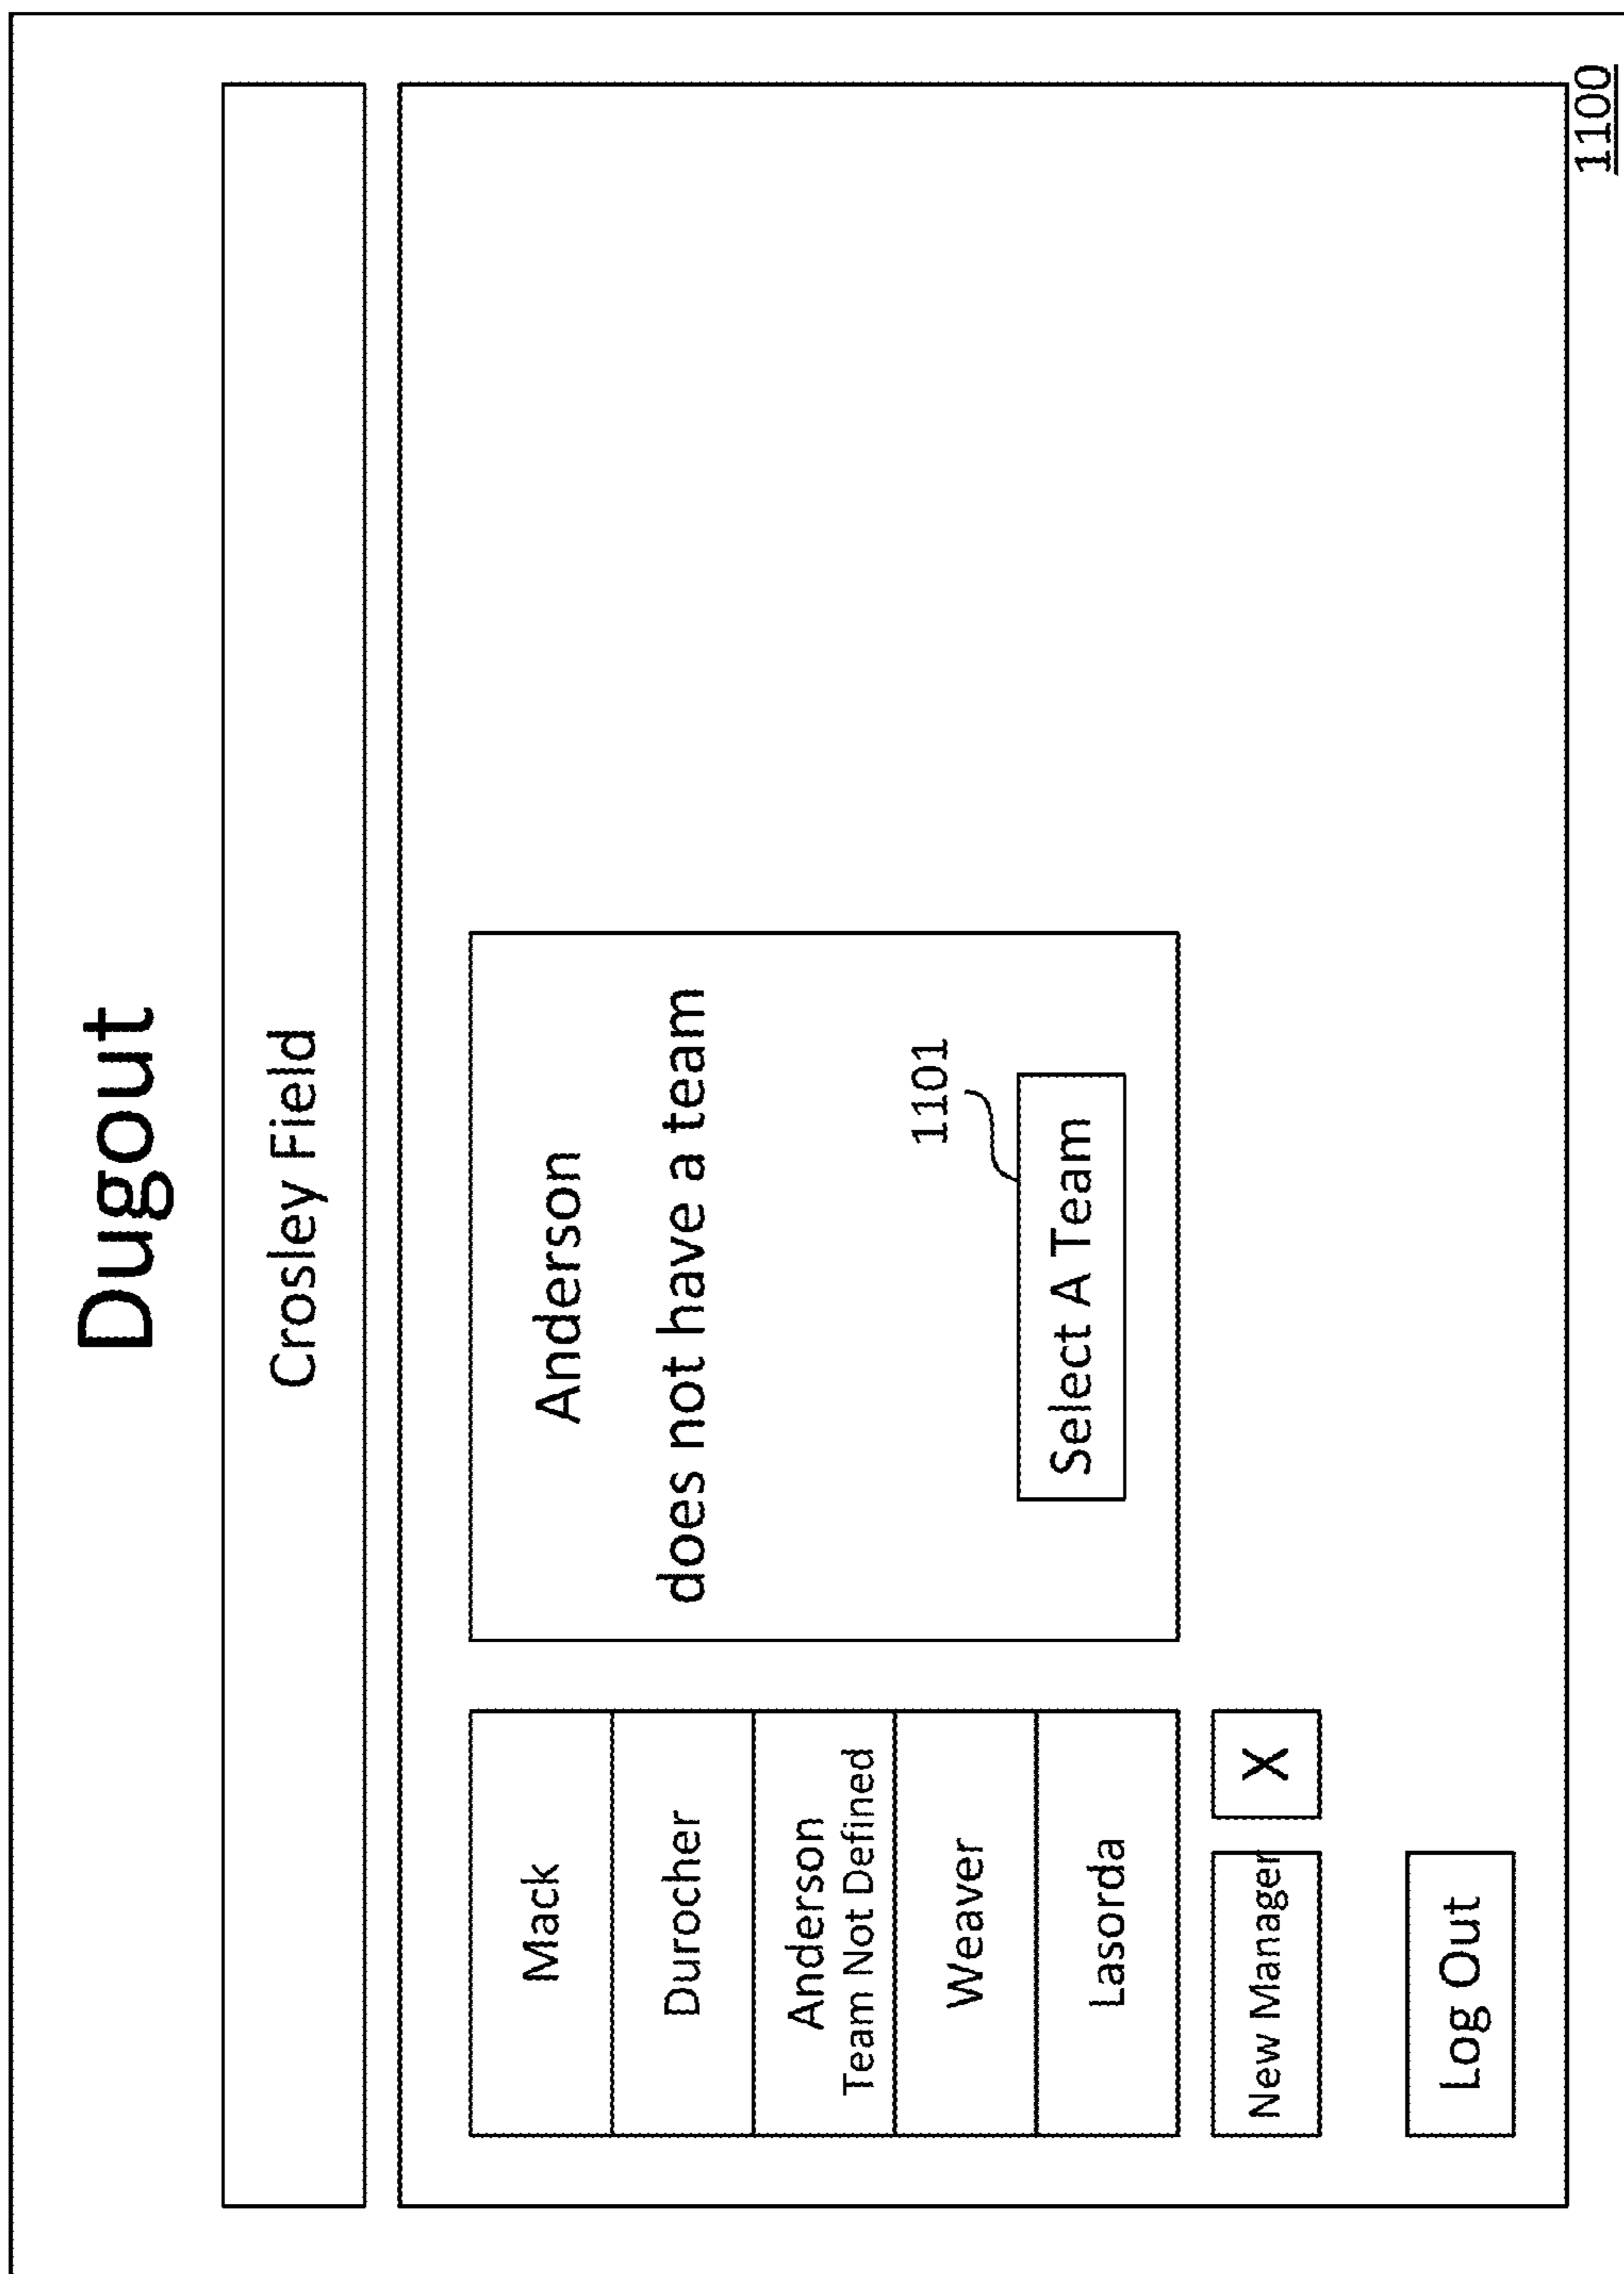 Dugout
Crosley Field
Mack
Durocher
Anderson
Team Not Defined
Weaver
Lasorda
New Manager
X
Log Out
Anderson
does not have a team
1101
Select A Team
1100